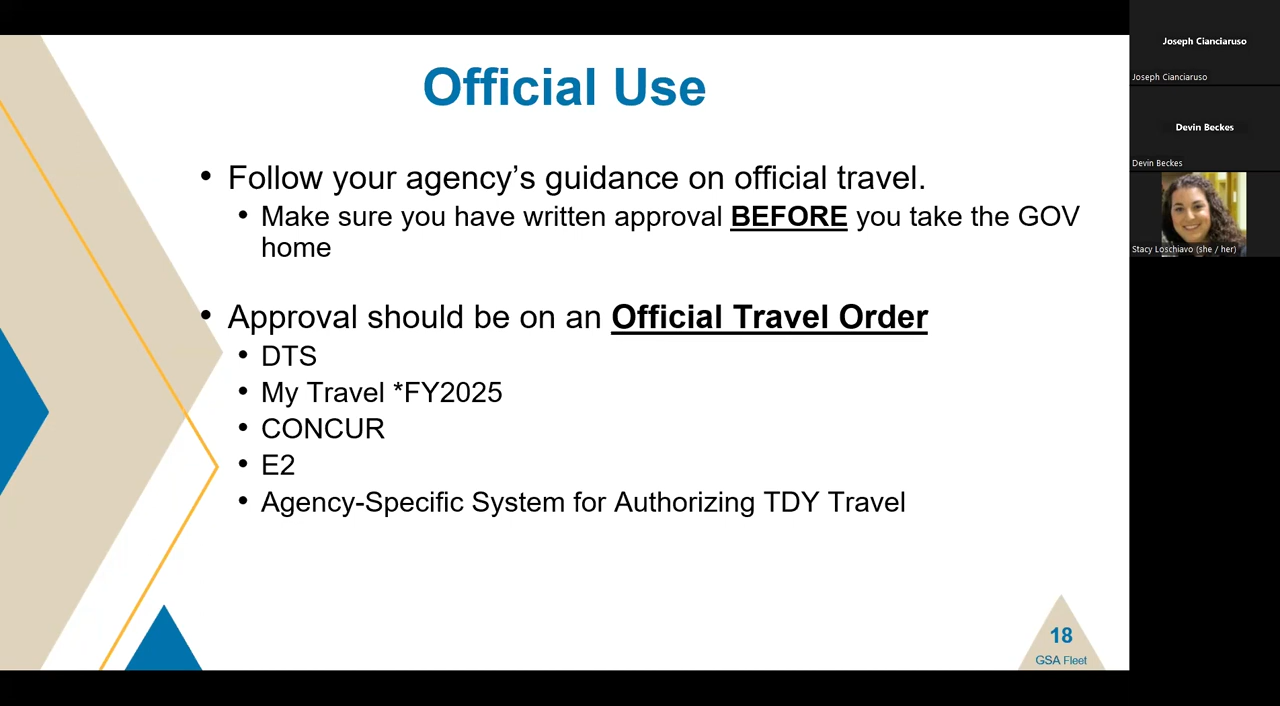 Official Use
• Follow your agency’s guidance on official travel.
• Make sure you have written approval BEFORE you take the GOV
home
• Approval should be on an Official Travel Order
• DTS
• My Travel *FY2025
• CONCUR
• E2
• Agency-Specific System for Authorizing TDY Travel
18
GSA Fleet
Joseph Cianciaruso
Joseph Cianciaruso
Devin Beckes
Devin Beckes
Stacy Loschiavo (she / her)